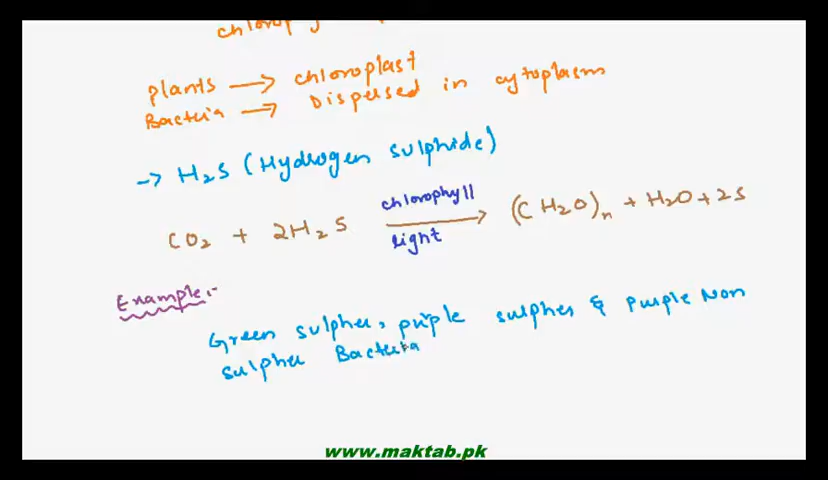 plants → chloroplast
Bacteria → Dispersed in cytoplasm
→ H2S (Hydrogen sulphide)
CO2 + 2H2S chlorophyll light → (CH2O)n + H2O + 2S
Example:-
Green sulpher, purple sulpher & purple Non
sulpher Bacteria
www.maktab.pk